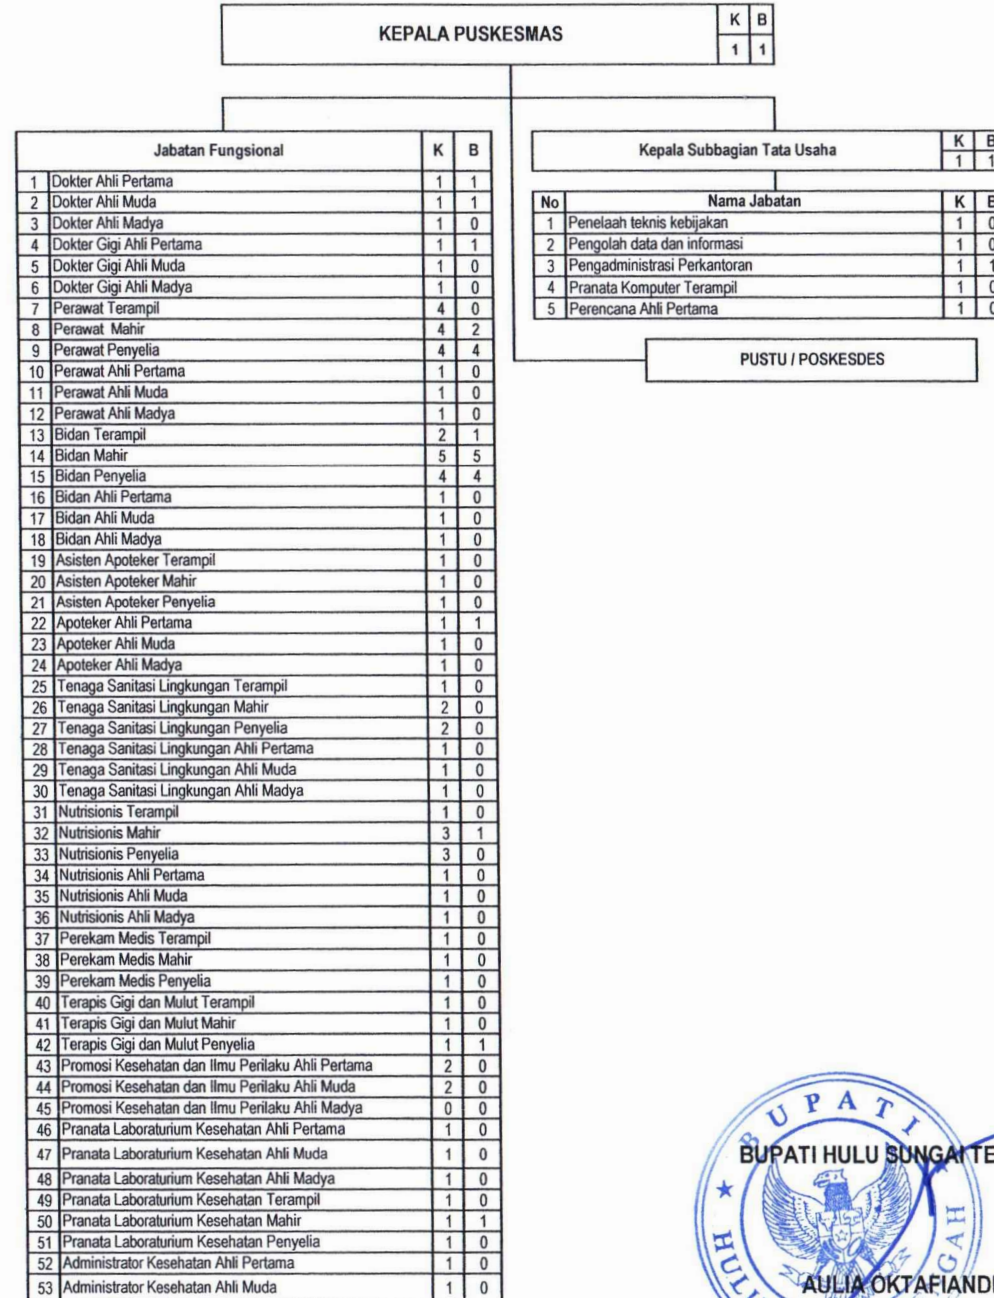 KEPALA PUSKESMAS K B
1 1
Jabatan Fungsional K B
1 Dokter Ahli Pertama 1 1
2 Dokter Ahli Muda 1 1
3 Dokter Ahli Madya 1 0
4 Dokter Gigi Ahli Pertama 1 1
5 Dokter Gigi Ahli Muda 1 0
6 Dokter Gigi Ahli Madya 1 0
7 Perawat Terampil 4 0
8 Perawat Mahir 4 2
9 Perawat Penyelia 4 4
10 Perawat Ahli Pertama 1 0
11 Perawat Ahli Muda 1 0
12 Perawat Ahli Madya 1 0
13 Bidan Terampil 2 1
14 Bidan Mahir 5 5
15 Bidan Penyelia 4 4
16 Bidan Ahli Pertama 1 0
17 Bidan Ahli Muda 1 0
18 Bidan Ahli Madya 1 0
19 Asisten Apoteker Terampil 1 0
20 Asisten Apoteker Mahir 1 0
21 Asisten Apoteker Penyelia 1 0
22 Apoteker Ahli Pertama 1 1
23 Apoteker Ahli Muda 1 0
24 Apoteker Ahli Madya 1 0
25 Tenaga Sanitasi Lingkungan Terampil 1 0
26 Tenaga Sanitasi Lingkungan Mahir 2 0
27 Tenaga Sanitasi Lingkungan Penyelia 2 0
28 Tenaga Sanitasi Lingkungan Ahli Pertama 1 0
29 Tenaga Sanitasi Lingkungan Ahli Muda 1 0
30 Tenaga Sanitasi Lingkungan Ahli Madya 1 0
31 Nutrisionis Terampil 1 0
32 Nutrisionis Mahir 3 1
33 Nutrisionis Penyelia 3 0
34 Nutrisionis Ahli Pertama 1 0
35 Nutrisionis Ahli Muda 1 0
36 Nutrisionis Ahli Madya 1 0
37 Perekam Medis Terampil 1 0
38 Perekam Medis Mahir 1 0
39 Perekam Medis Penyelia 1 0
40 Terapis Gigi dan Mulut Terampil 1 0
41 Terapis Gigi dan Mulut Mahir 1 0
42 Terapis Gigi dan Mulut Penyelia 1 1
43 Promosi Kesehatan dan Ilmu Perilaku Ahli Pertama 2 0
44 Promosi Kesehatan dan Ilmu Perilaku Ahli Muda 2 0
45 Promosi Kesehatan dan Ilmu Perilaku Ahli Madya 0 0
46 Pranata Laboraturium Kesehatan Ahli Pertama 1 0
47 Pranata Laboraturium Kesehatan Ahli Muda 1 0
48 Pranata Laboraturium Kesehatan Ahli Madya 1 0
49 Pranata Laboraturium Kesehatan Terampil 1 0
50 Pranata Laboraturium Kesehatan Mahir 1 1
51 Pranata Laboraturium Kesehatan Penyelia 1 0
52 Administrator Kesehatan Ahli Pertama 1 0
53 Administrator Kesehatan Ahli Muda 1 0
Kepala Subbagian Tata Usaha K B
1 1
No Nama Jabatan K B
1 Penelaah teknis kebijakan 1 0
2 Pengolah data dan informasi 1 0
3 Pengadministrasi Perkantoran 1 1
4 Pranata Komputer Terampil 1 0
5 Perencana Ahli Pertama 1 0
PUSTU / POSKESDES
BUPATI
BUPATI HULU SUNGAI TE
AULIA OKTAFIANDI